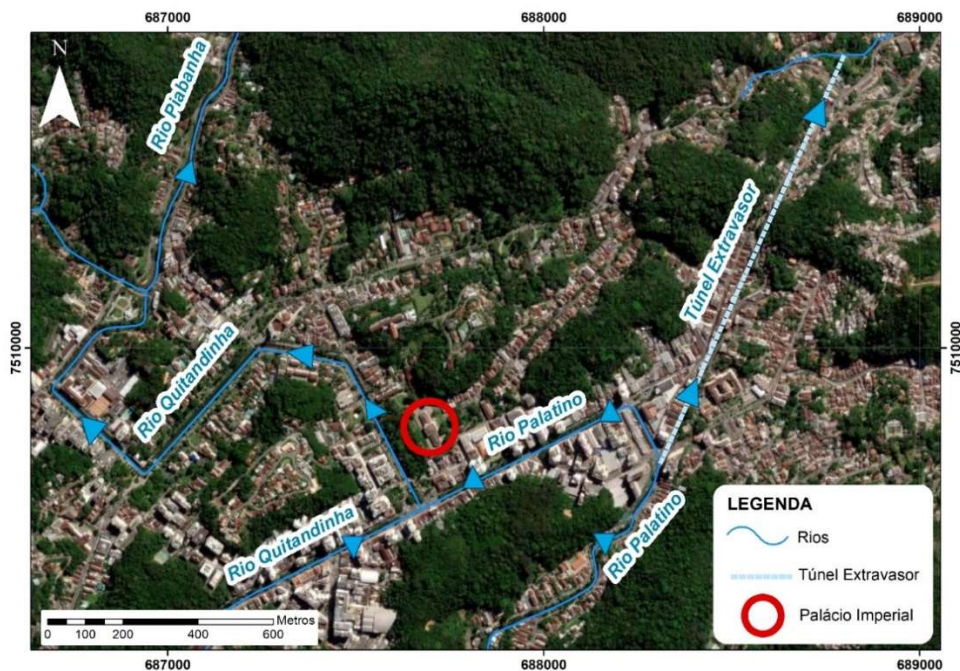 687000
688000
689000
N
Rio Piabanha
Túnel Extravasor
7510000
7510000
Rio Quitandinha
Rio Palatino
Rio Quitandinha
Rio Palatino
LEGENDA
Rios
Túnel Extravasor
Palácio Imperial
Metros
0 100 200 400 600
687000
688000
689000